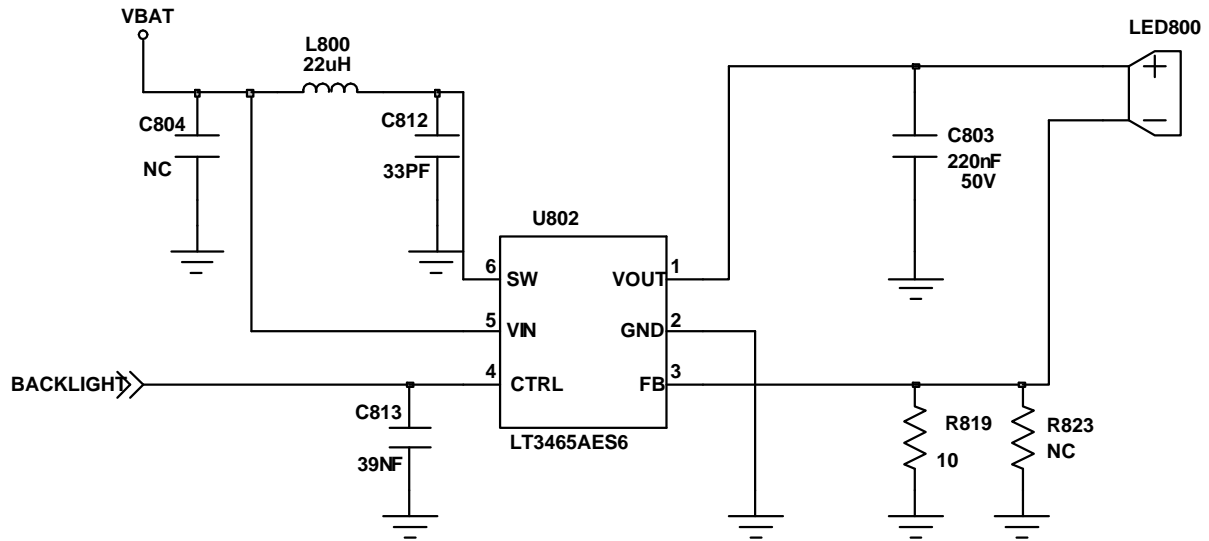 VBAT
L800
22uH
LED800
C804
NC
C812
33PF
C803
220nF
50V
+
−
U802
6
SW
VOUT
1
5
VIN
GND
2
4
CTRL
FB
3
BACKLIGHT
C813
39NF
LT3465AES6
R819
10
R823
NC